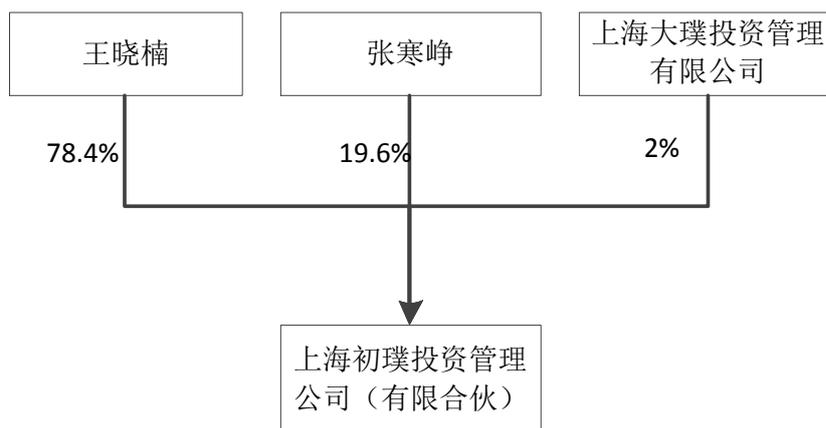 王晓楠
张寒峥
上海大璞投资管理
有限公司
78.4%
19.6%
2%
上海初璞投资管理
公司（有限合伙）